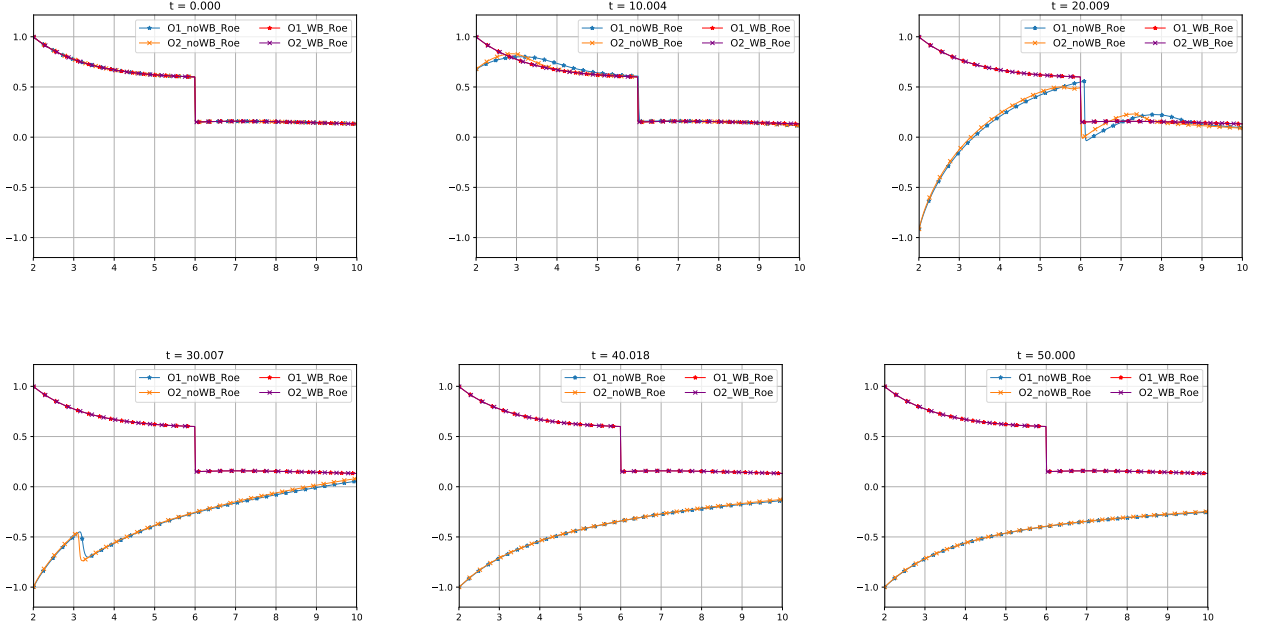 t = 0.000
O1_noWB_Roe O1_WB_Roe
O2_noWB_Roe O2_WB_Roe
1.0
0.5
0.0
−0.5
−1.0
2 3 4 5 6 7 8 9 10
t = 10.004
O1_noWB_Roe O1_WB_Roe
O2_noWB_Roe O2_WB_Roe
1.0
0.5
0.0
−0.5
−1.0
2 3 4 5 6 7 8 9 10
t = 20.009
O1_noWB_Roe O1_WB_Roe
O2_noWB_Roe O2_WB_Roe
1.0
0.5
0.0
−0.5
−1.0
2 3 4 5 6 7 8 9 10
t = 30.007
O1_noWB_Roe O1_WB_Roe
O2_noWB_Roe O2_WB_Roe
1.0
0.5
0.0
−0.5
−1.0
2 3 4 5 6 7 8 9 10
t = 40.018
O1_noWB_Roe O1_WB_Roe
O2_noWB_Roe O2_WB_Roe
1.0
0.5
0.0
−0.5
−1.0
2 3 4 5 6 7 8 9 10
t = 50.000
O1_noWB_Roe O1_WB_Roe
O2_noWB_Roe O2_WB_Roe
1.0
0.5
0.0
−0.5
−1.0
2 3 4 5 6 7 8 9 10